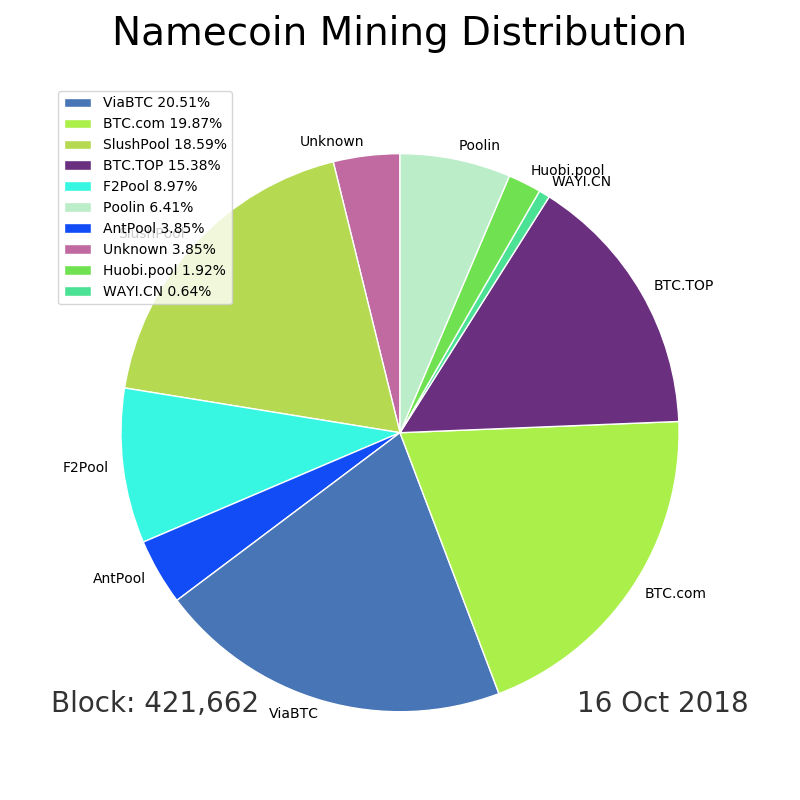 Namecoin Mining Distribution
ViaBTC 20.51%
BTC.com 19.87%
SlushPool 18.59%
BTC.TOP 15.38%
F2Pool 8.97%
Poolin 6.41%
AntPool 3.85%
Unknown 3.85%
Huobi.pool 1.92%
WAYI.CN 0.64%
Unknown
Poolin
Huobi.pool
WAYI.CN
SlushPool
BTC.TOP
F2Pool
AntPool
BTC.com
ViaBTC
Block: 421,662
16 Oct 2018